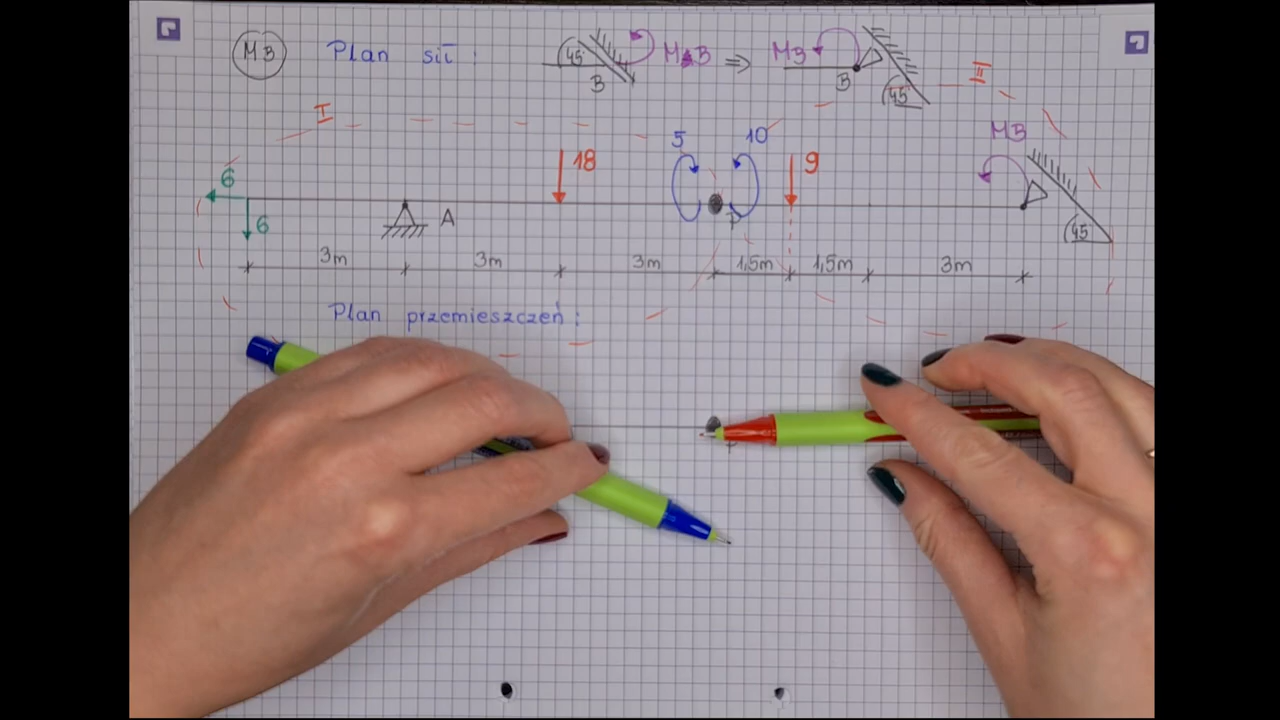 MB Plan sił : 45 B MB ⇒ MB B 45
I II
MB
5 10
6 18 9
6 A P 45
3m 3m 3m 1,5m 1,5m 3m
Plan przemieszczeń :
P